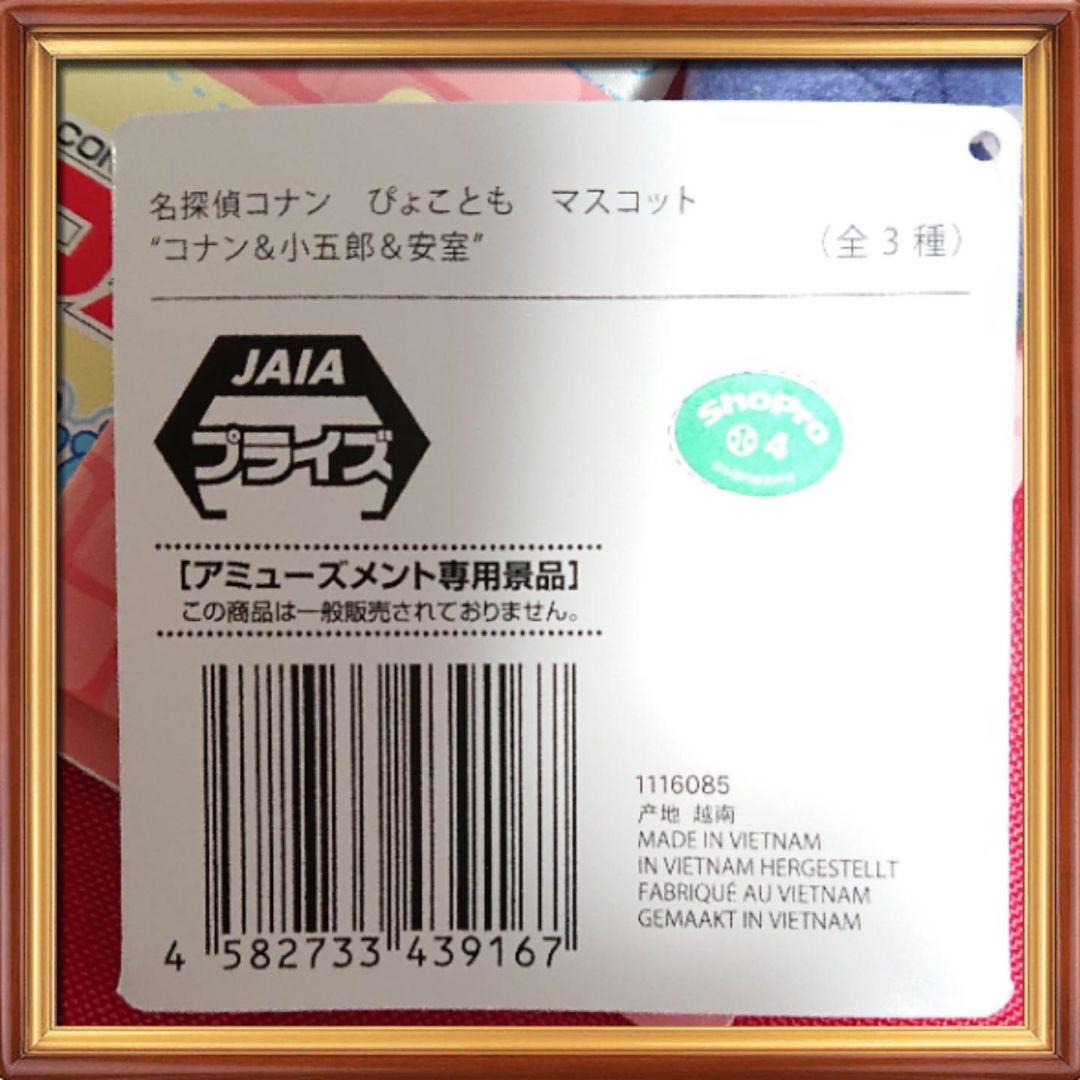 CON
名探偵コナン ぴょことも マスコット
“コナン＆小五郎＆安室”
（全3種）
JAIA
プライズ
ShoPro
4
［アミューズメント専用景品］
この商品は一般販売されておりません。
4 582733 439167
1116085
产地 越南
MADE IN VIETNAM
IN VIETNAM HERGESTELLT
FABRIQUÉ AU VIETNAM
GEMAAKT IN VIETNAM